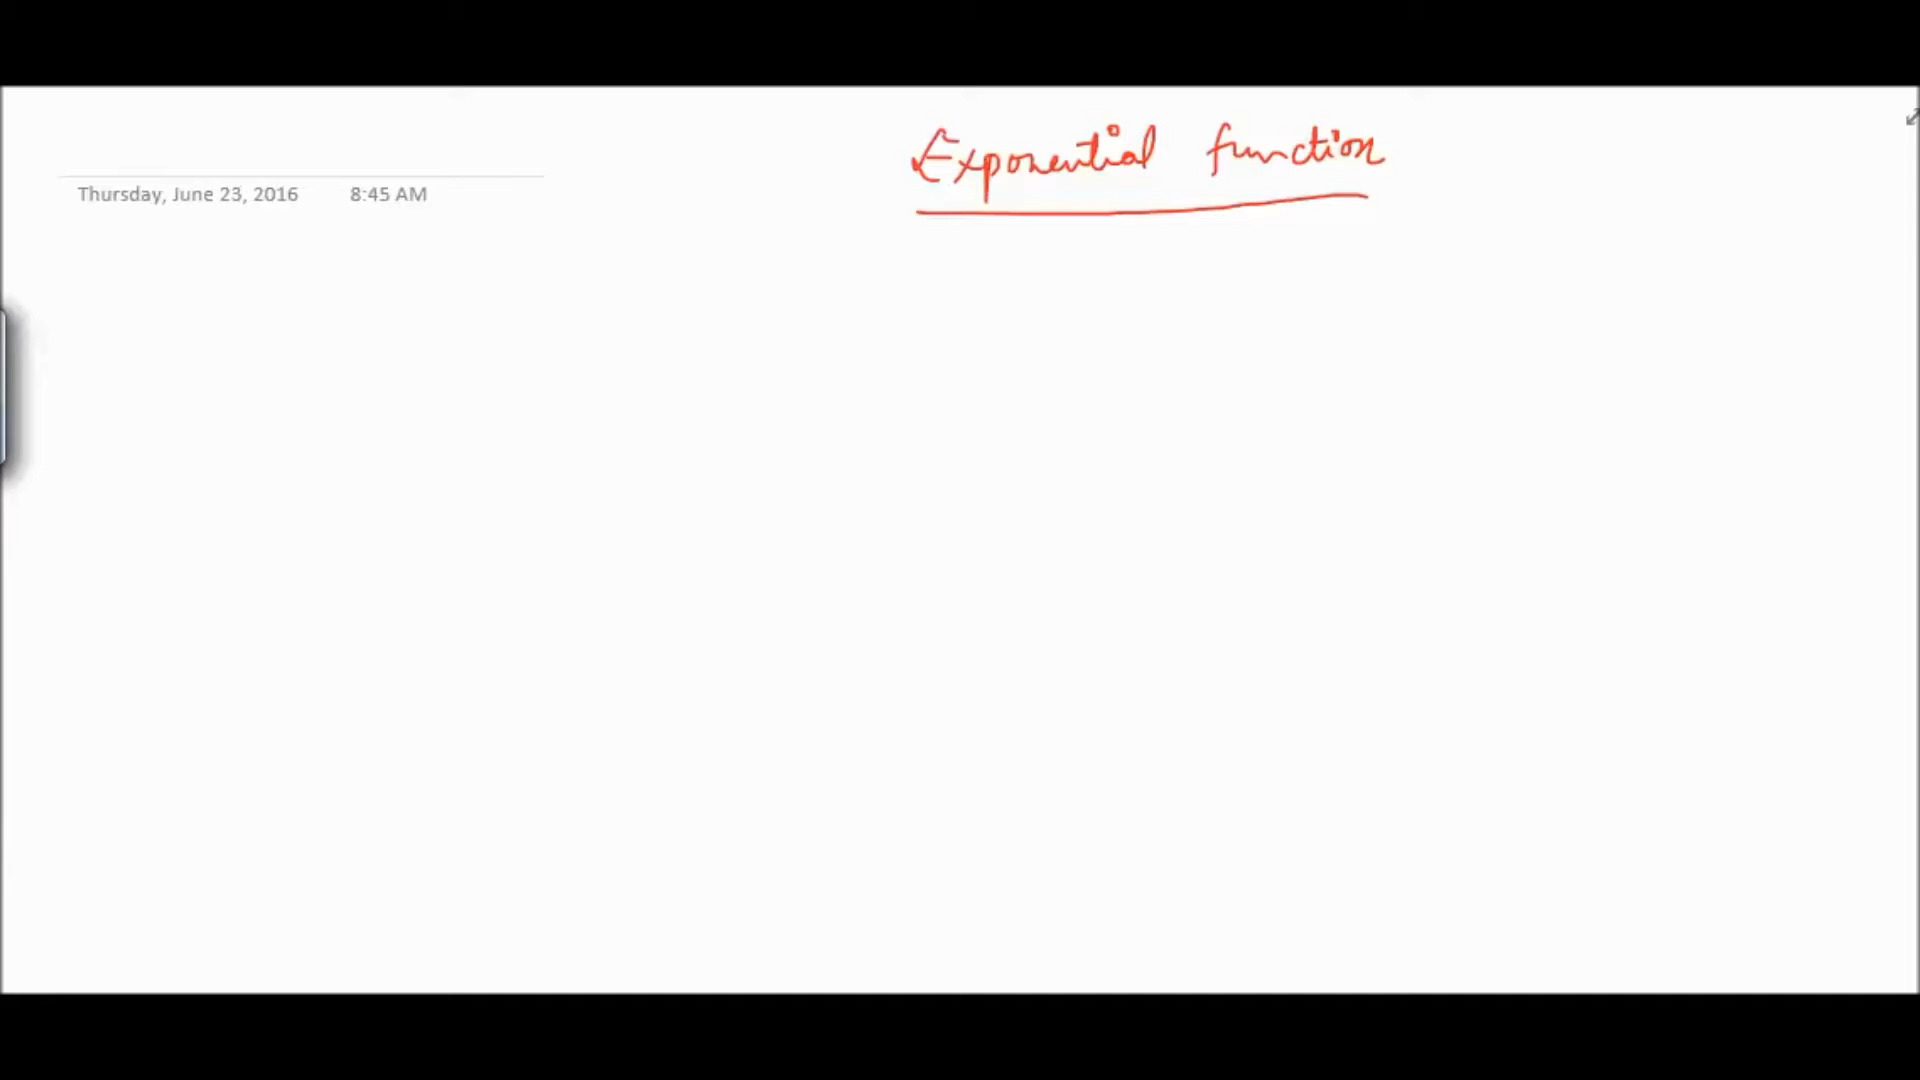 Exponential function
Thursday, June 23, 2016 8:45 AM